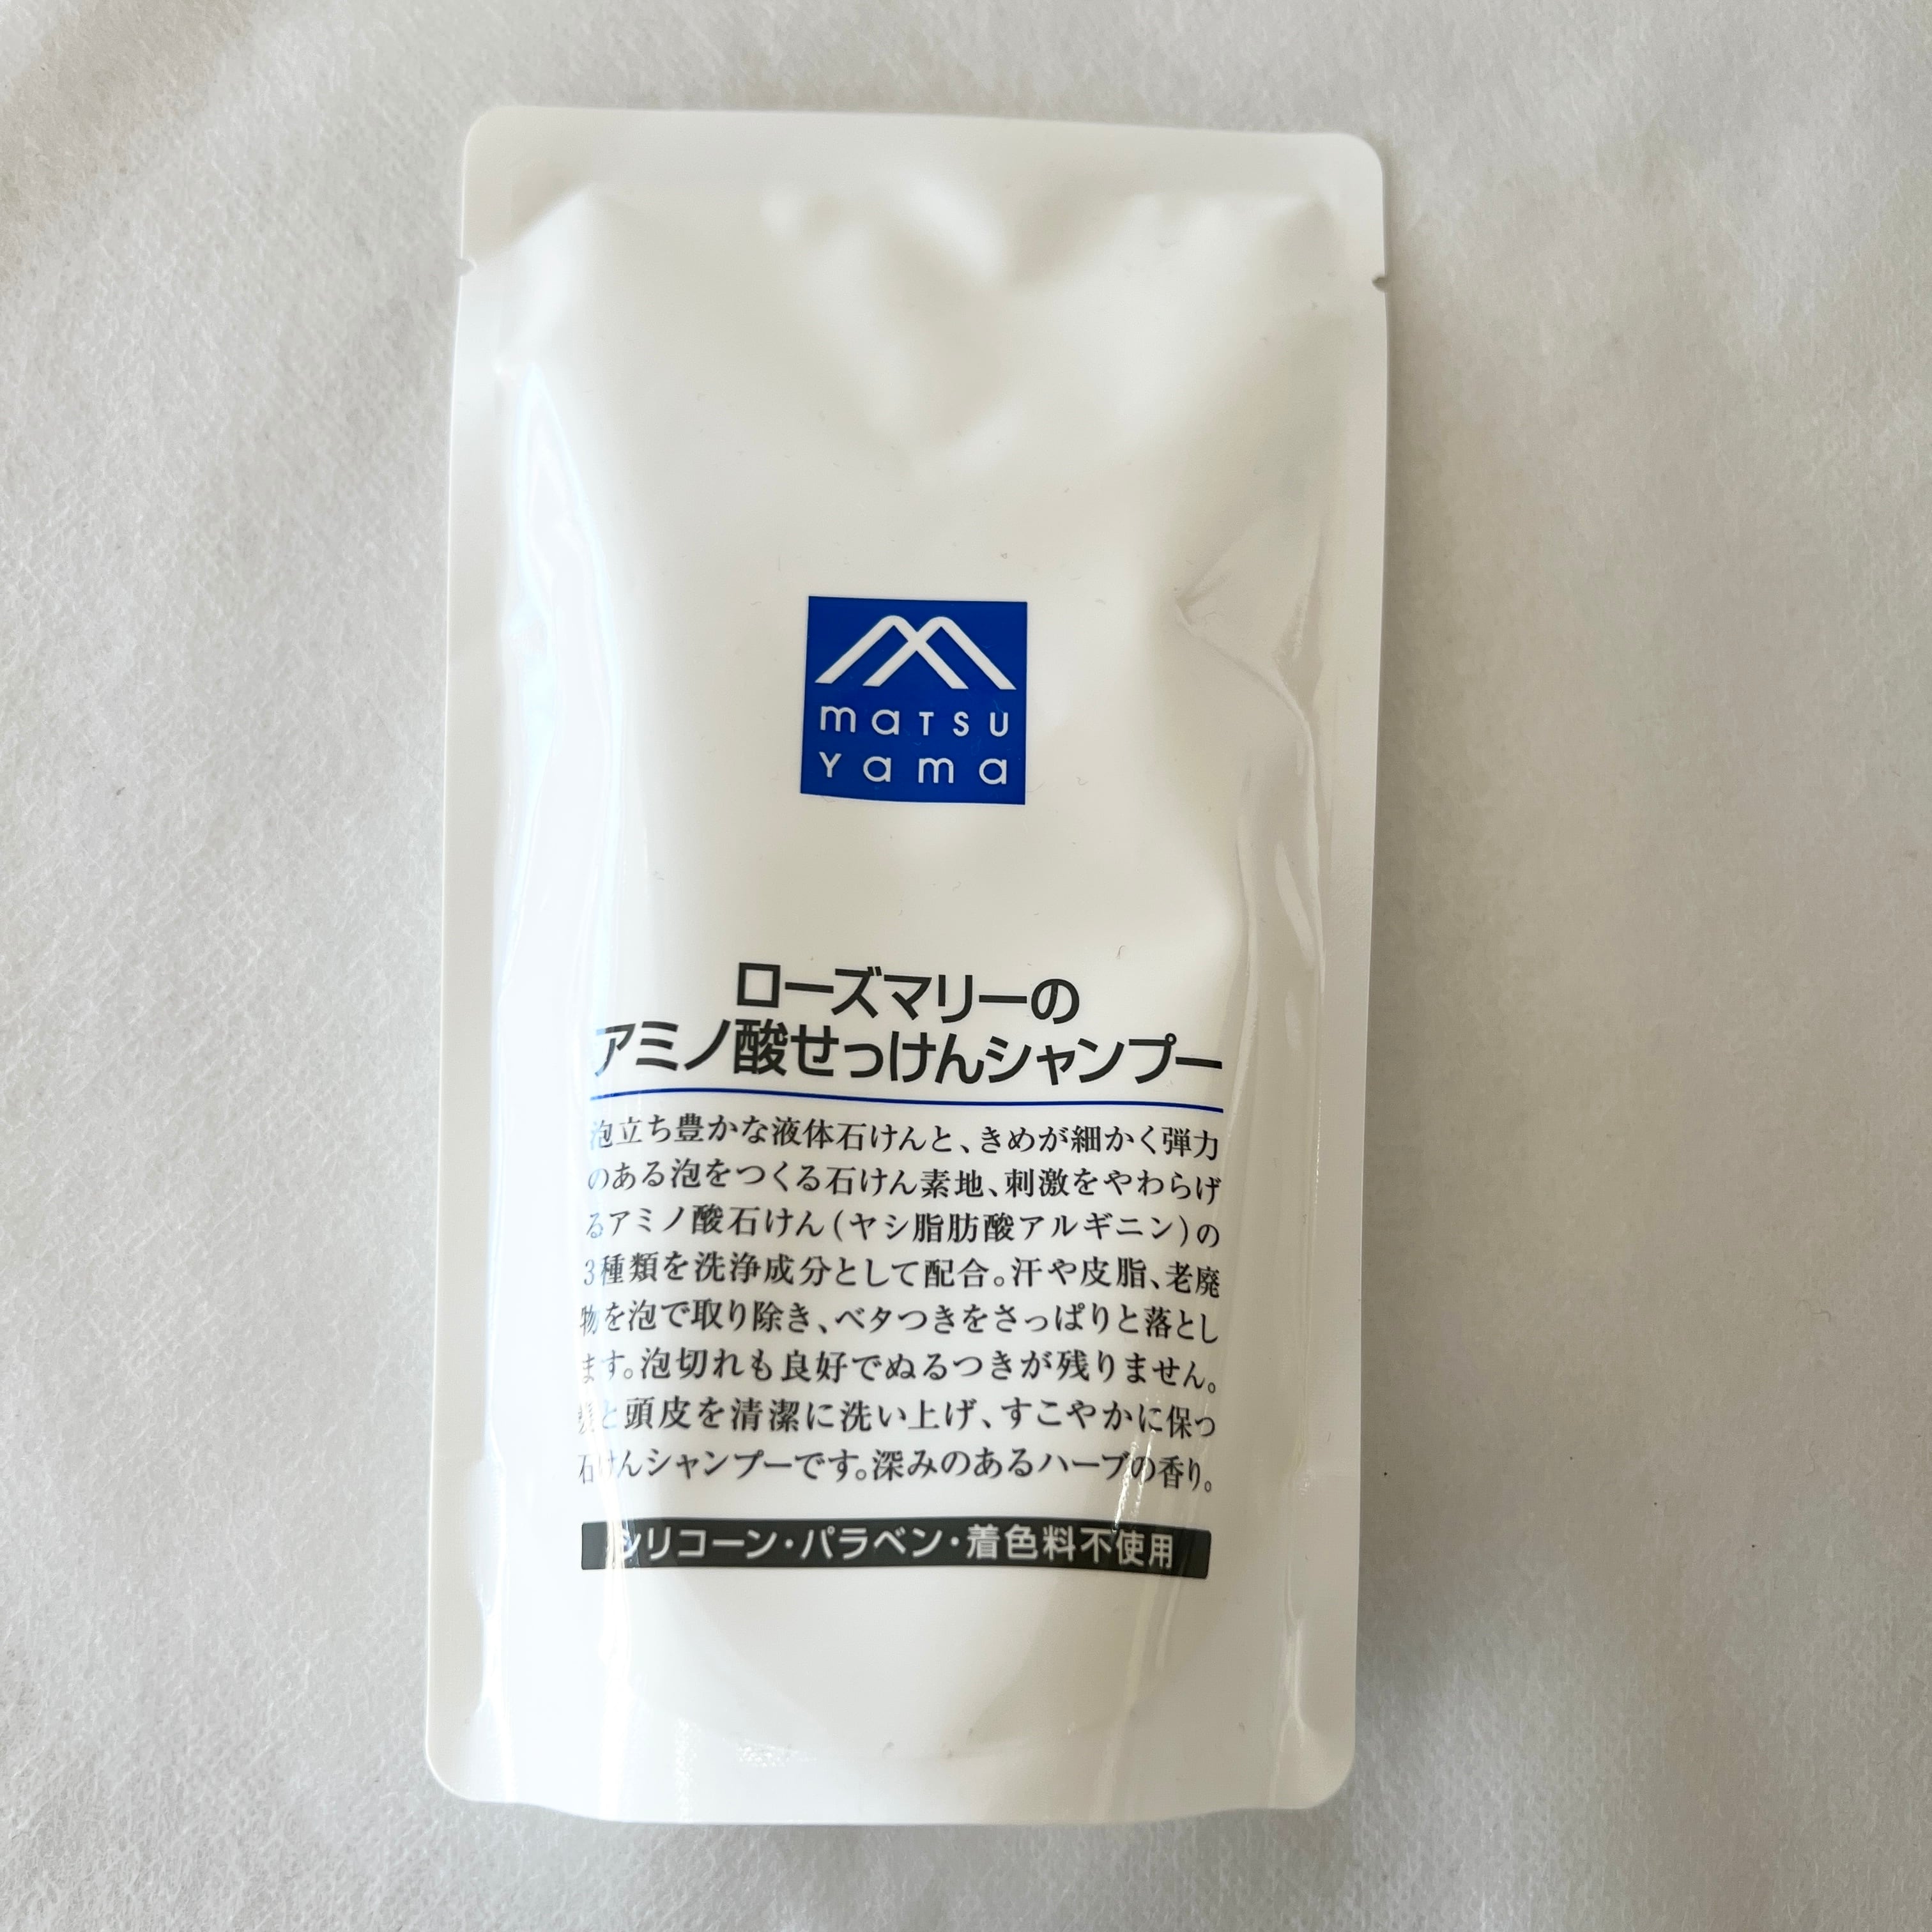 maTSU
Yama
ローズマリーの
アミノ酸せっけんシャンプー
泡立ち豊かな液体石けんと、きめが細かく弾力
のある泡をつくる石けん素地、刺激をやわらげ
るアミノ酸石けん(ヤシ脂肪酸アルギニン)の
3種類を洗浄成分として配合。汗や皮脂、老廃
物を泡で取り除き、ベタつきをさっぱりと落とし
ます。泡切れも良好でぬるつきが残りません。
髪と頭皮を清潔に洗い上げ、すこやかに保つ
石けんシャンプーです。深みのあるハーブの香り。
シリコーン・パラベン・着色料不使用